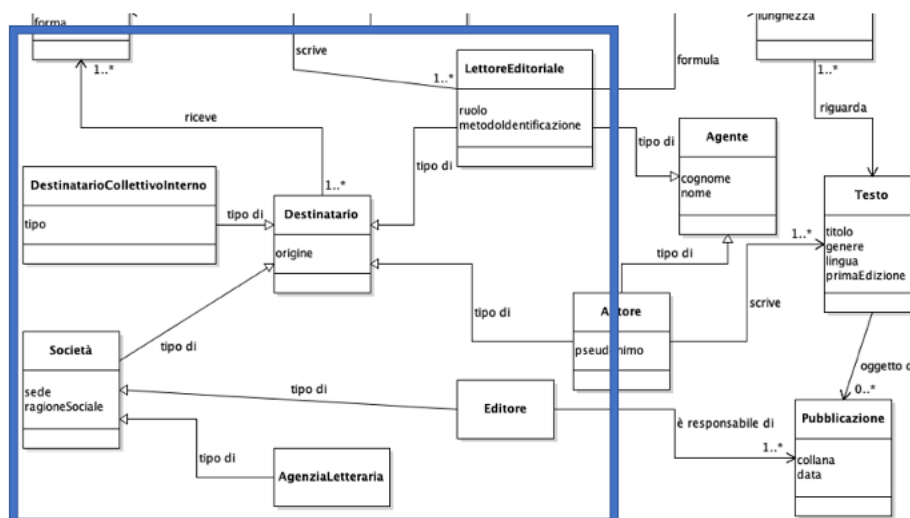 forma
lunghezza
scrive
1..*
LettoreEditoriale
formula
1..*
1..*
ruolo
metodoIdentificazione
riguarda
riceve
tipo di
Agente
tipo di
DestinatarioCollettivoInterno
1..*
cognome
nome
Testo
tipo di
Destinatario
tipo
titolo
genere
lingua
primaEdizione
1..*
origine
tipo di
Autore
scrive
tipo di
Società
tipo di
pseudonimo
oggetto d
sede
ragioneSociale
tipo di
Editore
0..*
è responsabile di
Pubblicazione
1..*
tipo di
collana
data
AgenziaLetteraria